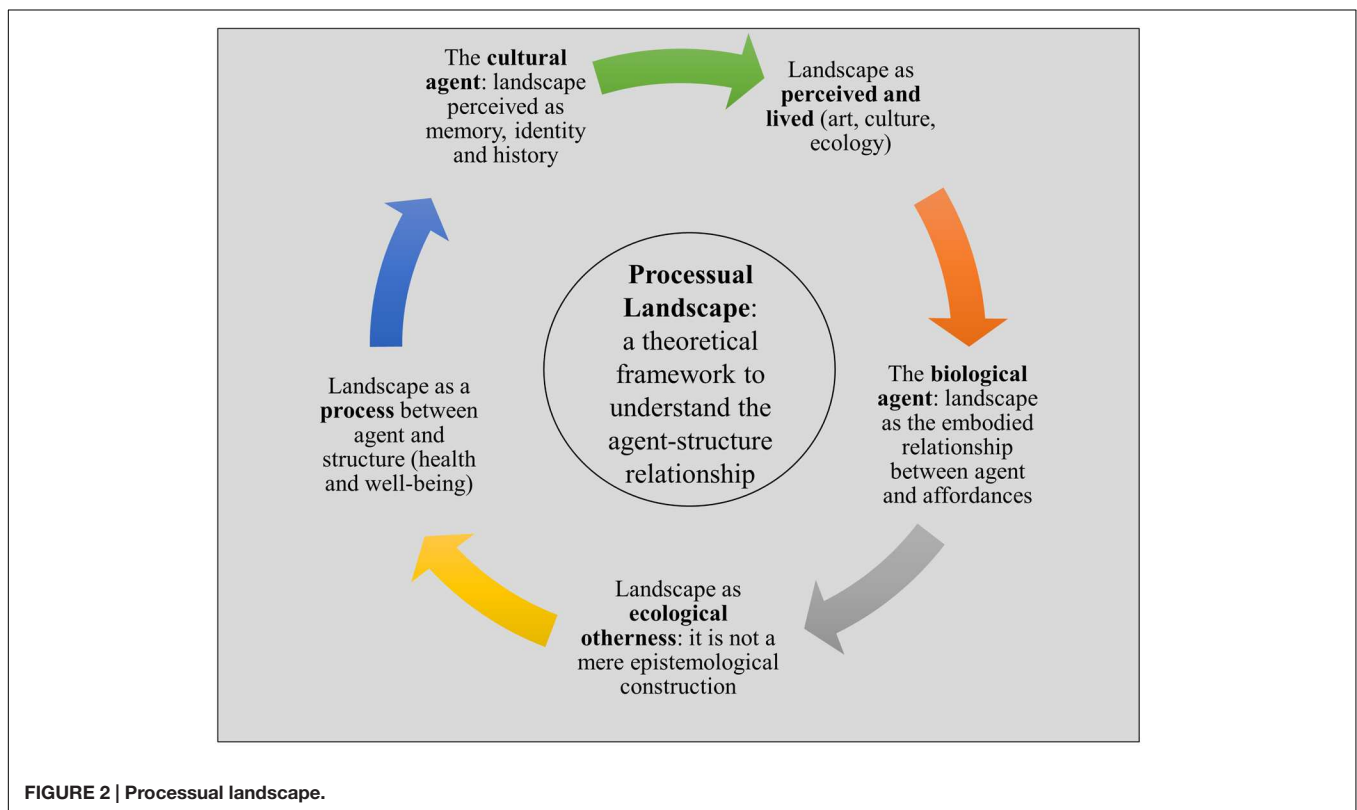 The cultural
agent: landscape
perceived as
memory, identity
and history
Landscape as
perceived and
lived (art, culture,
ecology)
Processual
Landscape:
a theoretical
framework to
understand the
agent-structure
relationship
The biological
agent: landscape
as the embodied
relationship
between agent
and affordances
Landscape as
ecological
otherness: it is not a
mere epistemological
construction
Landscape as a
process between
agent and
structure (health
and well-being)
FIGURE 2 | Processual landscape.